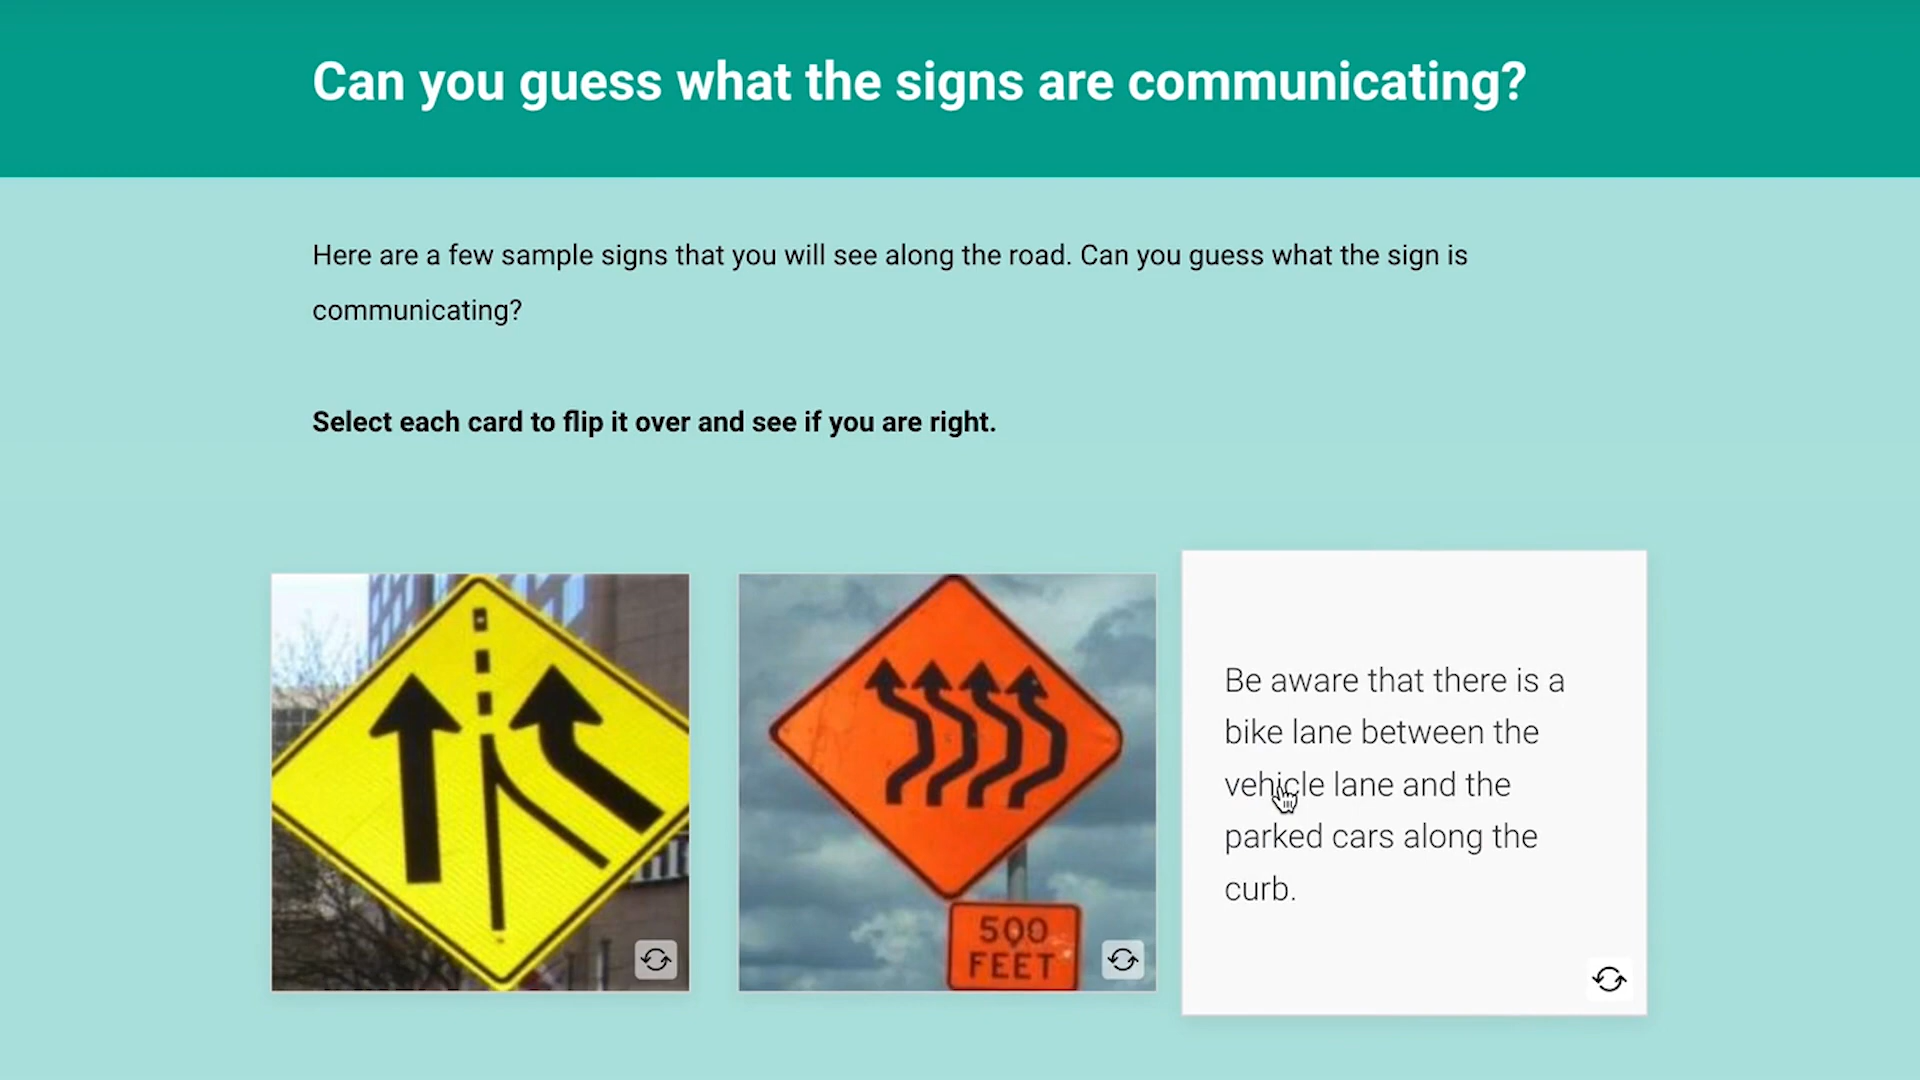 Can you guess what the signs are communicating?
Here are a few sample signs that you will see along the road. Can you guess what the sign is
communicating?
Select each card to flip it over and see if you are right.
500
FEET
Be aware that there is a
bike lane between the
vehicle lane and the
parked cars along the
curb.